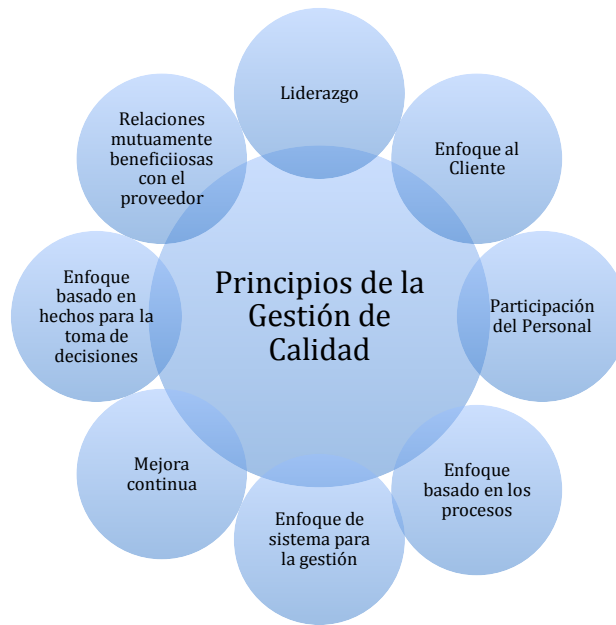 Liderazgo
Enfoque al
Cliente
Participación
del Personal
Enfoque
basado en los
procesos
Enfoque de
sistema para
la gestión
Mejora
continua
Enfoque
basado en
hechos para la
toma de
decisiones
Relaciones
mutuamente
beneficiiosas
con el
proveedor
Principios de la
Gestión de
Calidad